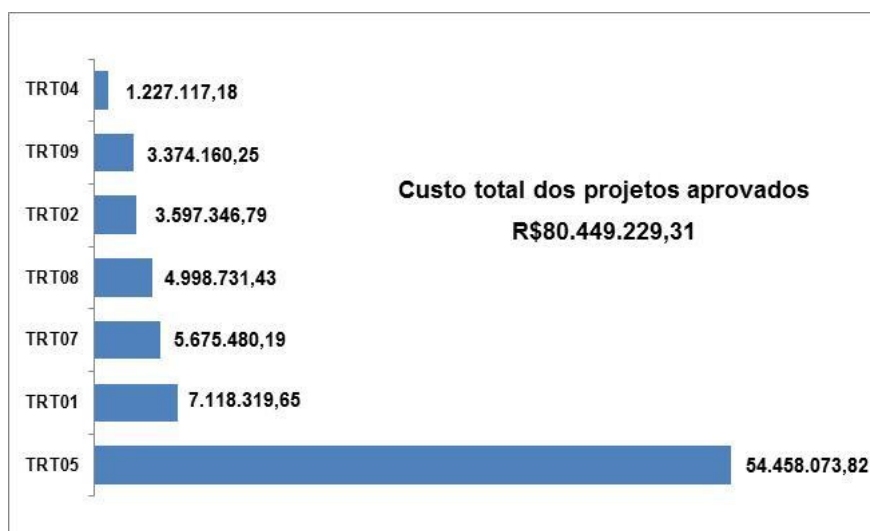 TRT04 1.227.117,18
TRT09 3.374.160,25
Custo total dos projetos aprovados
R$80.449.229,31
TRT02 3.597.346,79
TRT08 4.998.731,43
TRT07 5.675.480,19
TRT01 7.118.319,65
TRT05 54.458.073,82